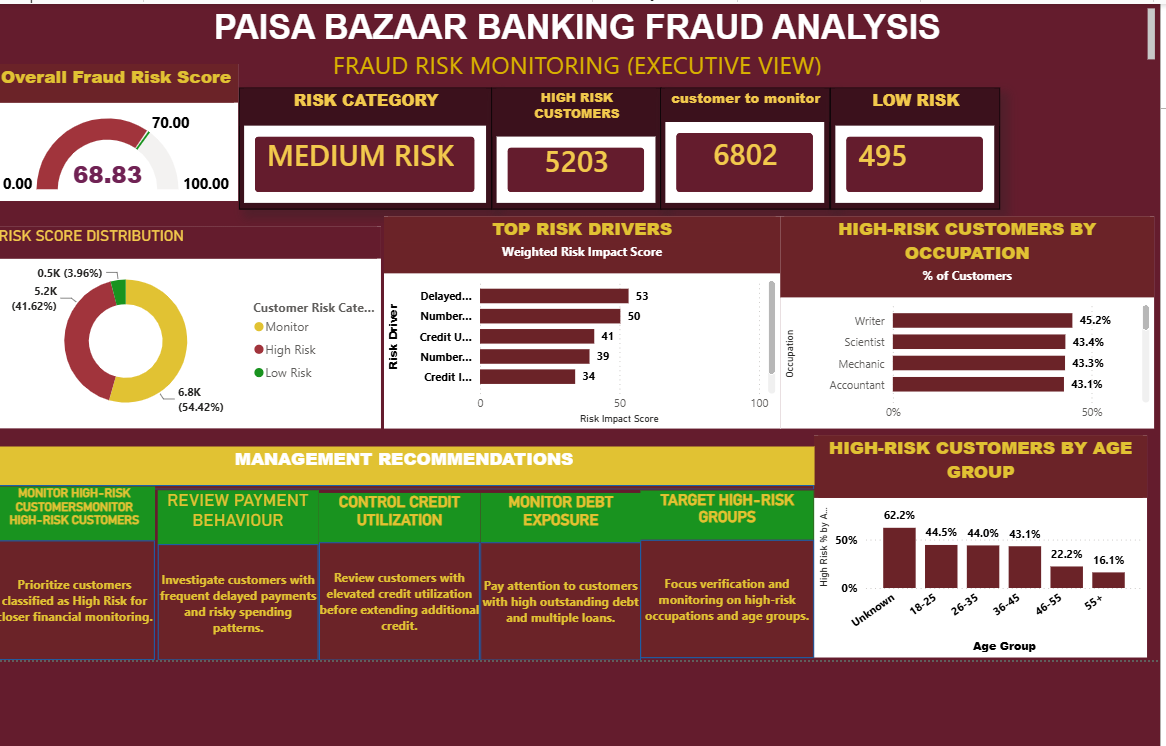 PAISA BAZAAR BANKING FRAUD ANALYSIS
FRAUD RISK MONITORING (EXECUTIVE VIEW)
Overall Fraud Risk Score
70.00
68.83
0.00
100.00
RISK CATEGORY
MEDIUM RISK
HIGH RISK
CUSTOMERS
5203
customer to monitor
6802
LOW RISK
495
RISK SCORE DISTRIBUTION
0.5K (3.96%)
5.2K
(41.62%)
6.8K
(54.42%)
Customer Risk Cate...
Monitor
High Risk
Low Risk
TOP RISK DRIVERS
Weighted Risk Impact Score
Risk Driver
Delayed... 53
Number... 50
Credit U... 41
Number... 39
Credit I... 34
0 50 100
Risk Impact Score
HIGH-RISK CUSTOMERS BY
OCCUPATION
% of Customers
Occupation
Writer 45.2%
Scientist 43.4%
Mechanic 43.3%
Accountant 43.1%
0% 50%
MANAGEMENT RECOMMENDATIONS
MONITOR HIGH-RISK
CUSTOMERSMONITOR
HIGH-RISK CUSTOMERS
Prioritize customers
classified as High Risk for
closer financial monitoring.
REVIEW PAYMENT
BEHAVIOUR
Investigate customers with
frequent delayed payments
and risky spending
patterns.
CONTROL CREDIT
UTILIZATION
Review customers with
elevated credit utilization
before extending additional
credit.
MONITOR DEBT
EXPOSURE
Pay attention to customers
with high outstanding debt
and multiple loans.
TARGET HIGH-RISK
GROUPS
Focus verification and
monitoring on high-risk
occupations and age groups.
HIGH-RISK CUSTOMERS BY AGE
GROUP
High Risk % by A...
50%
0%
62.2% 44.5% 44.0% 43.1% 22.2% 16.1%
Unknown 18-25 26-35 36-45 46-55 55+
Age Group